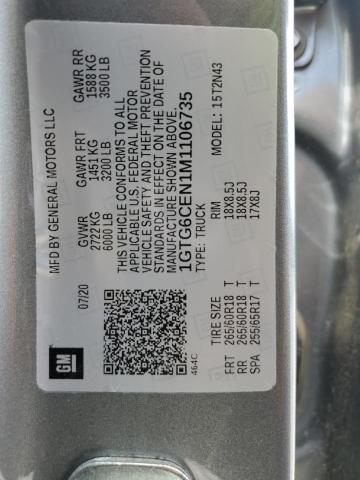 MFD BY GENERAL MOTORS LLC
07/20
GVWR
2722 KG
6000 LB
GAWR FRT
1451 KG
3200 LB
GAWR RR
1588 KG
3500 LB
THIS VEHICLE CONFORMS TO ALL
APPLICABLE U.S. FEDERAL MOTOR
VEHICLE SAFETY AND THEFT PREVENTION
STANDARDS IN EFFECT ON THE DATE OF
MANUFACTURE SHOWN ABOVE.
1GTG6CEN1M1106735
TYPE: TRUCK
MODEL: 15T2N43
TIRE SIZE RIM
FRT 265/60R18 T 18X8.5J
RR 265/60R18 T 18X8.5J
SPA 255/65R17 T 17X8J
GM
464C